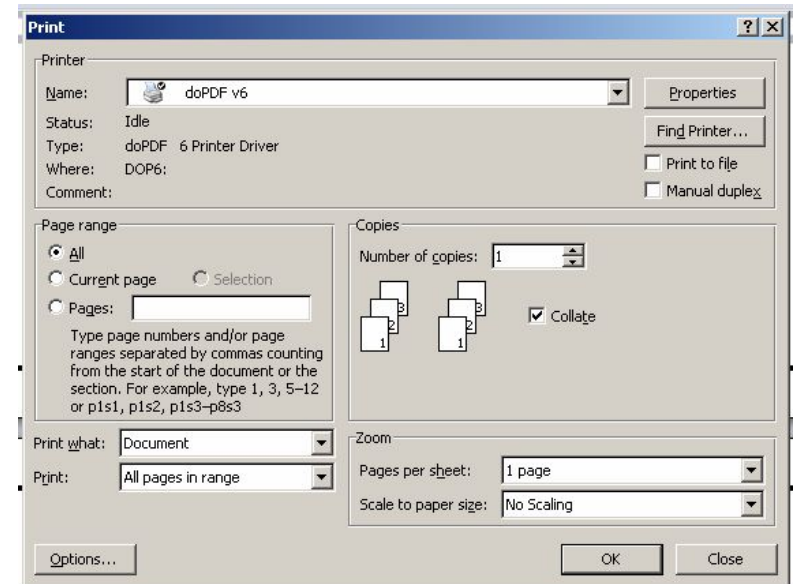 Print
Printer
Name: doPDF v6 Properties
Status: Idle Find Printer...
Type: doPDF 6 Printer Driver
Where: DOP6: Print to file
Comment: Manual duplex
Page range
All
Current page Selection
Pages:
Type page numbers and/or page
ranges separated by commas counting
from the start of the document or the
section. For example, type 1, 3, 5–12
or p1s1, p1s2, p1s3–p8s3
Copies
Number of copies: 1
3 3
2 2
1 1
Collate
Print what: Document
Print: All pages in range
Zoom
Pages per sheet: 1 page
Scale to paper size: No Scaling
Options... OK Close